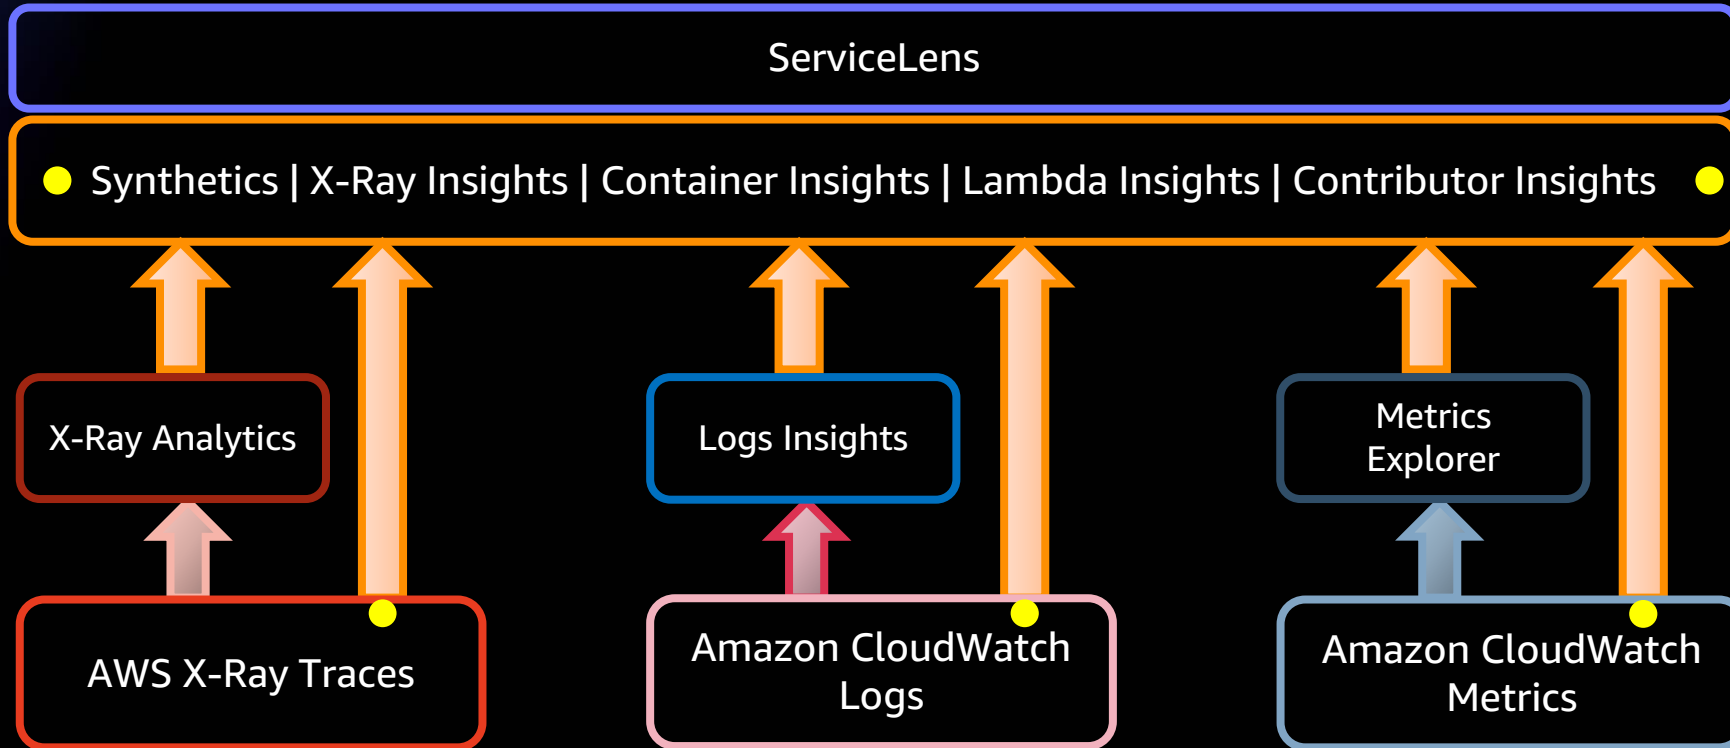 ServiceLens
Synthetics | X-Ray Insights | Container Insights | Lambda Insights | Contributor Insights
X-Ray Analytics
Logs Insights
Metrics
Explorer
AWS X-Ray Traces
Amazon CloudWatch
Logs
Amazon CloudWatch
Metrics